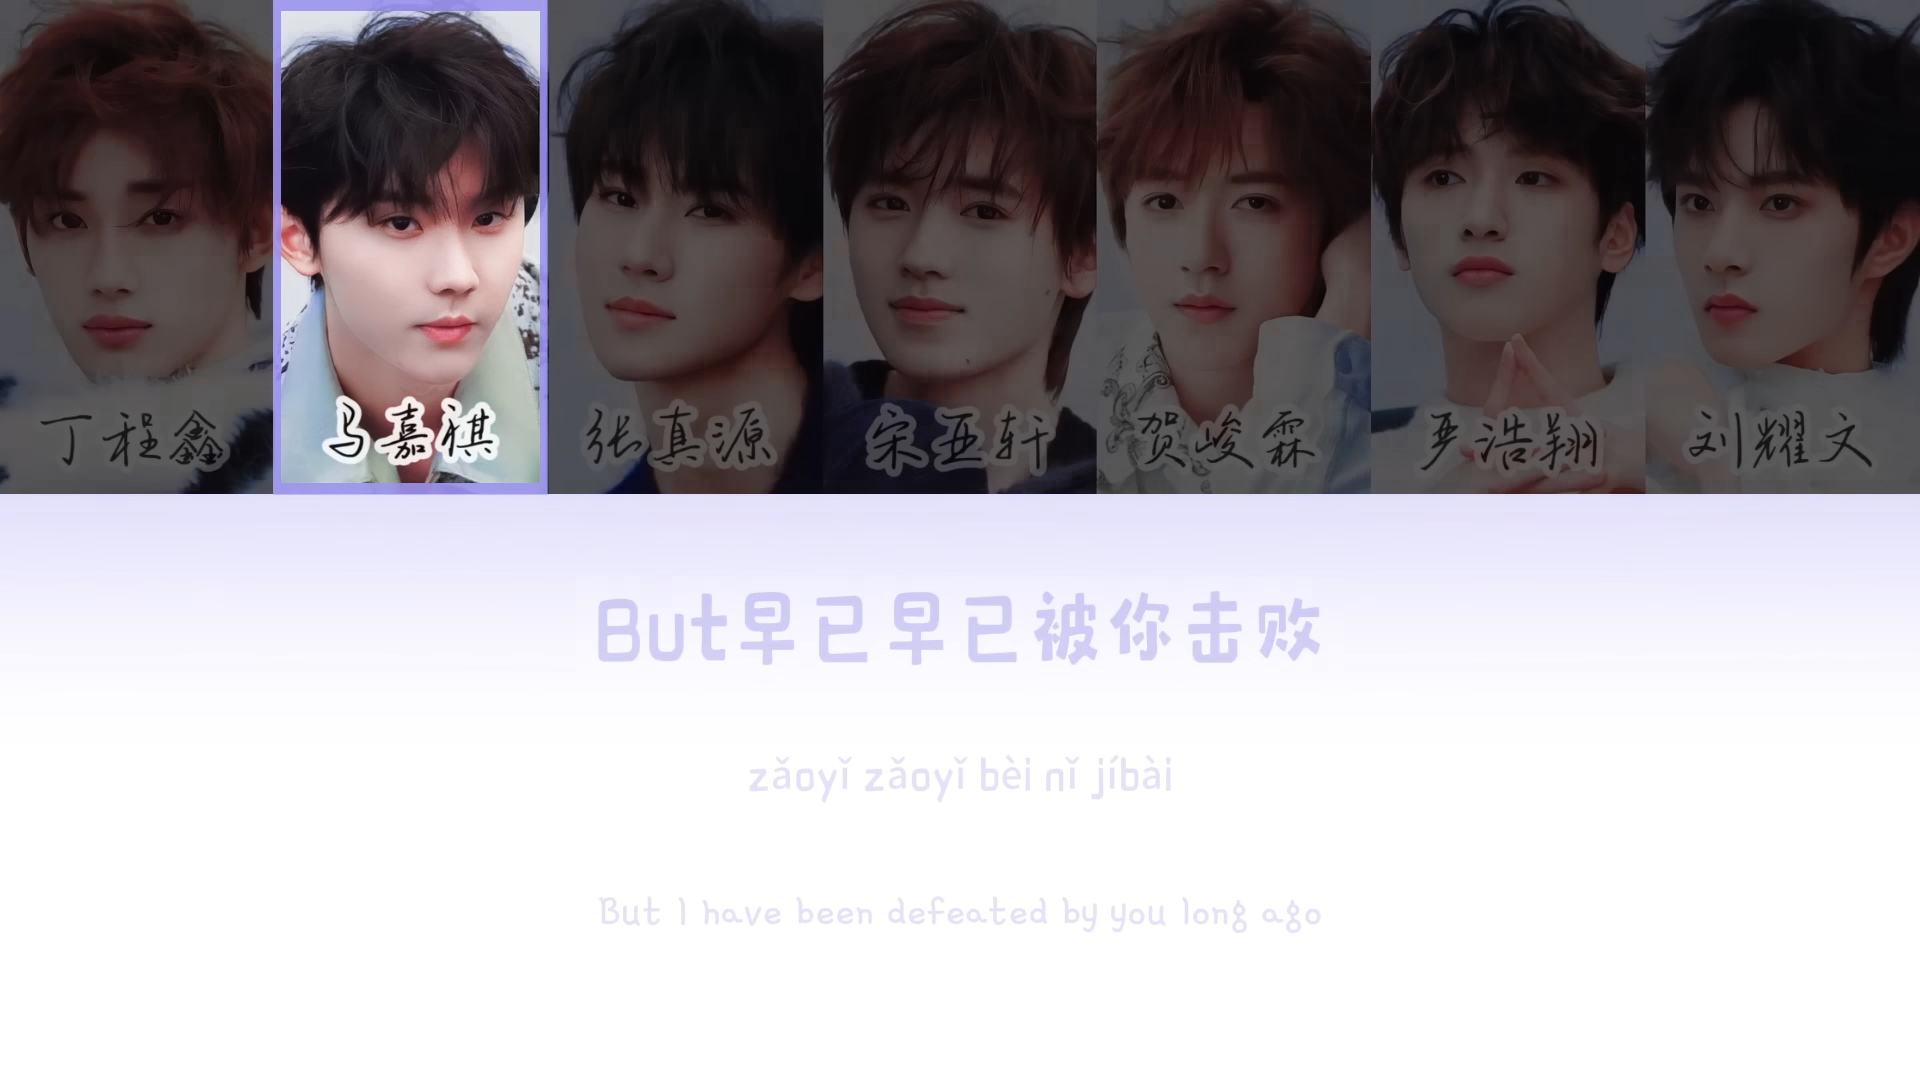 丁程鑫
马嘉祺
张真源
宋亚轩
贺峻霖
严浩翔
刘耀文
But早已早已被你击败
zǎoyǐ zǎoyǐ bèi nǐ jíbài
But I have been defeated by you long ago